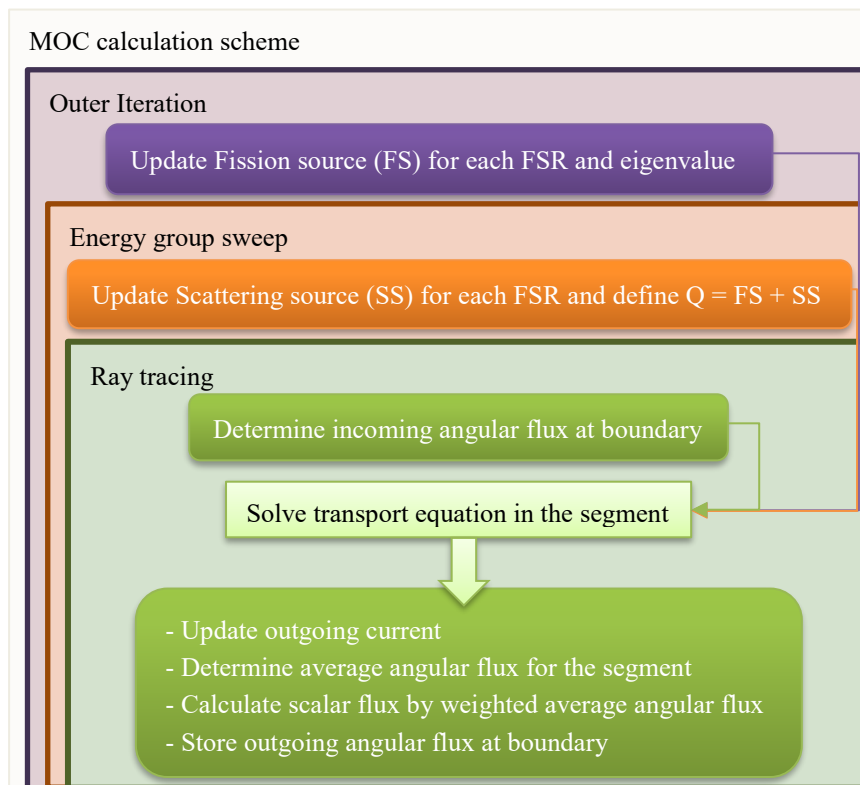 MOC calculation scheme
Outer Iteration
Update Fission source (FS) for each FSR and eigenvalue
Energy group sweep
Update Scattering source (SS) for each FSR and define Q = FS + SS
Ray tracing
Determine incoming angular flux at boundary
Solve transport equation in the segment
- Update outgoing current
- Determine average angular flux for the segment
- Calculate scalar flux by weighted average angular flux
- Store outgoing angular flux at boundary